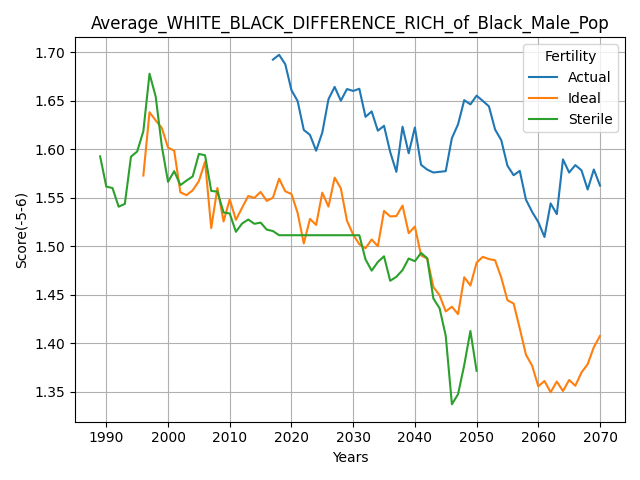 Average_WHITE_BLACK_DIFFERENCE_RICH_of_Black_Male_Pop
Fertility
Actual
Ideal
Sterile
Score(-5-6)
1.70
1.65
1.60
1.55
1.50
1.45
1.40
1.35
1990 2000 2010 2020 2030 2040 2050 2060 2070
Years